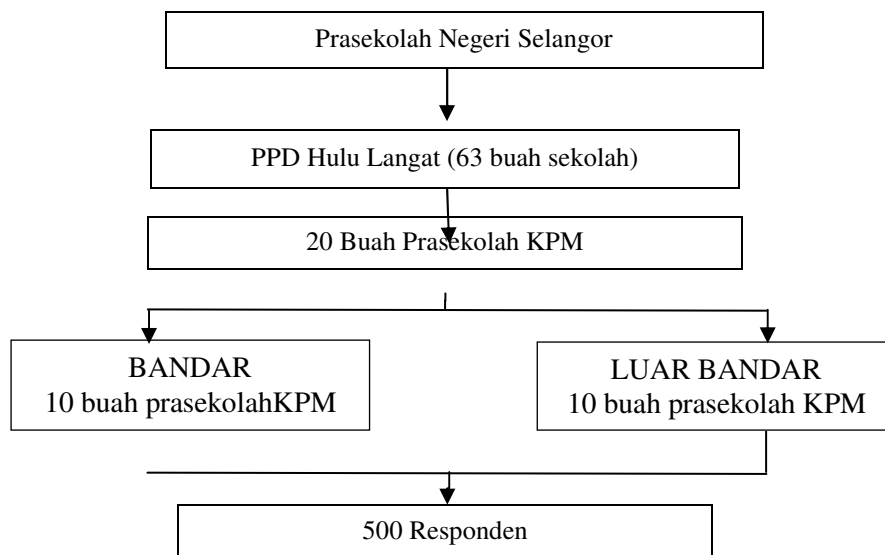 Prasekolah Negeri Selangor
PPD Hulu Langat (63 buah sekolah)
20 Buah Prasekolah KPM
BANDAR
10 buah prasekolahKPM
LUAR BANDAR
10 buah prasekolah KPM
500 Responden